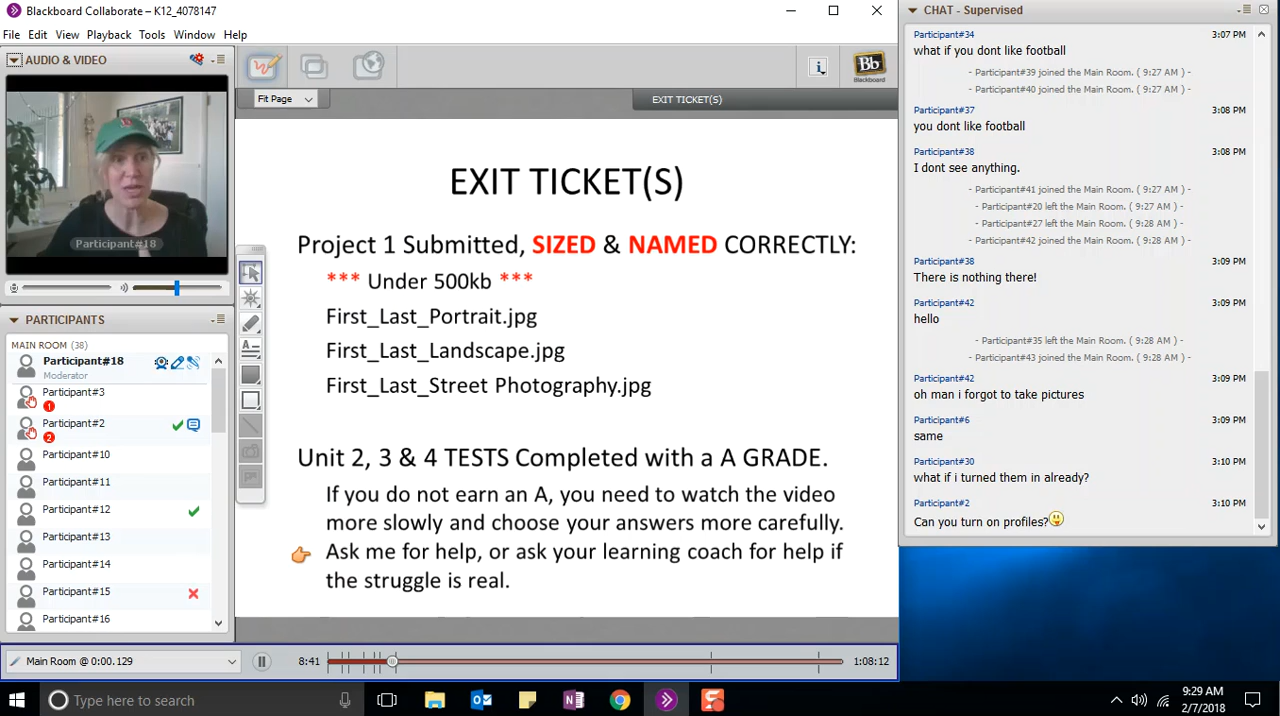 Blackboard Collaborate – K12_4078147
File Edit View Playback Tools Window Help
AUDIO & VIDEO
Participant#18
PARTICIPANTS
MAIN ROOM (38)
Participant#18
Moderator
Participant#3
1
Participant#2
2
Participant#10
Participant#11
Participant#12
Participant#13
Participant#14
Participant#15
Participant#16
Fit Page
EXIT TICKET(S)
Bb
Blackboard
EXIT TICKET(S)
Project 1 Submitted, SIZED & NAMED CORRECTLY:
*** Under 500kb ***
First_Last_Portrait.jpg
First_Last_Landscape.jpg
First_Last_Street Photography.jpg
Unit 2, 3 & 4 TESTS Completed with a A GRADE.
If you do not earn an A, you need to watch the video
more slowly and choose your answers more carefully.
Ask me for help, or ask your learning coach for help if
the struggle is real.
Main Room @ 0:00.129
8:41
1:08:12
CHAT - Supervised
Participant#34 3:07 PM
what if you dont like football
- Participant#39 joined the Main Room. ( 9:27 AM ) -
- Participant#40 joined the Main Room. ( 9:27 AM ) -
Participant#37 3:08 PM
you dont like football
Participant#38 3:08 PM
I dont see anything.
- Participant#41 joined the Main Room. ( 9:27 AM ) -
- Participant#20 left the Main Room. ( 9:27 AM ) -
- Participant#27 left the Main Room. ( 9:28 AM ) -
- Participant#42 joined the Main Room. ( 9:28 AM ) -
Participant#38 3:09 PM
There is nothing there!
Participant#42 3:09 PM
hello
- Participant#35 left the Main Room. ( 9:28 AM ) -
- Participant#43 joined the Main Room. ( 9:28 AM ) -
Participant#42 3:09 PM
oh man i forgot to take pictures
Participant#6 3:09 PM
same
Participant#30 3:10 PM
what if i turned them in already?
Participant#2 3:10 PM
Can you turn on profiles?
Type here to search
9:29 AM
2/7/2018